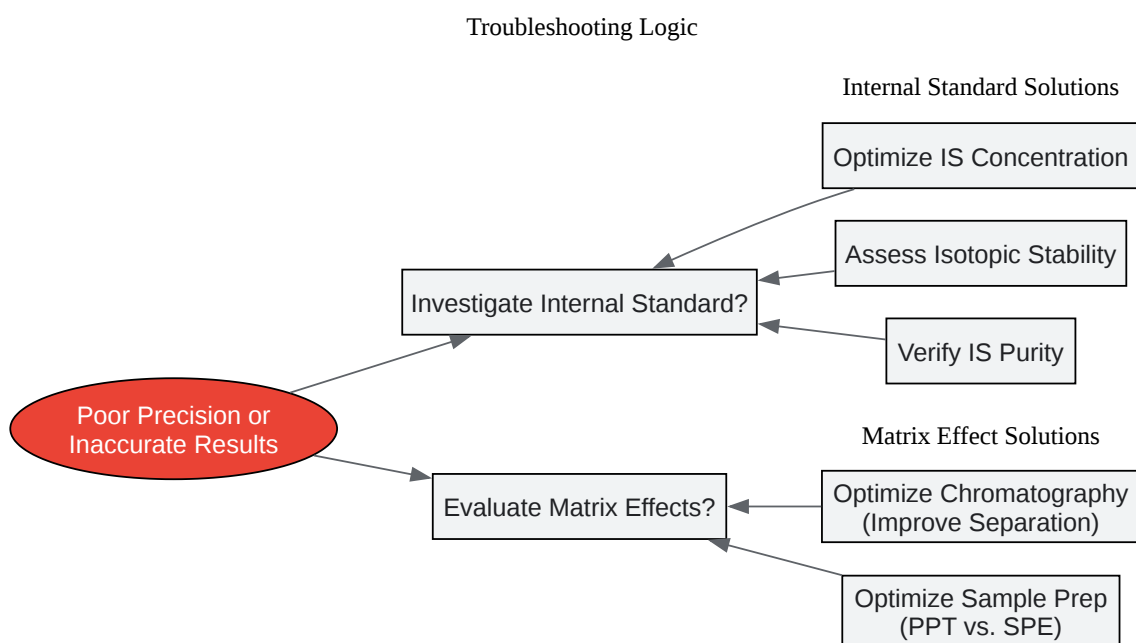 Troubleshooting Logic
Internal Standard Solutions
Optimize IS Concentration
Assess Isotopic Stability
Investigate Internal Standard?
Verify IS Purity
Poor Precision or
Inaccurate Results
Matrix Effect Solutions
Evaluate Matrix Effects?
Optimize Chromatography
(Improve Separation)
Optimize Sample Prep
(PPT vs. SPE)